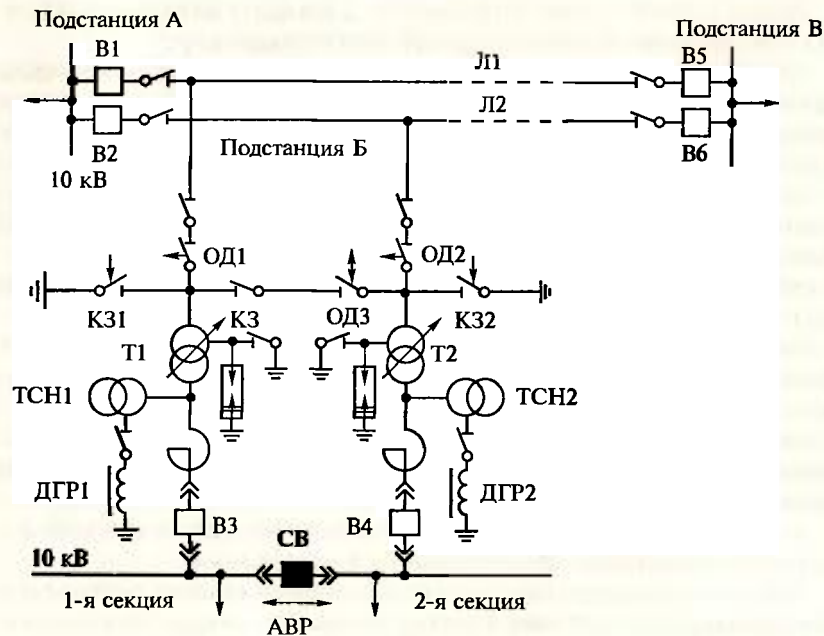 Подстанция А
Подстанция В
В1
Л1
В5
В2
Л2
В6
10 кВ
Подстанция Б
ОД1
ОД2
КЗ1
КЗ
ОД3
КЗ2
Т1
Т2
ТСН1
ТСН2
ДГР1
ДГР2
В3
СВ
В4
10 кВ
1-я секция
2-я секция
АВР